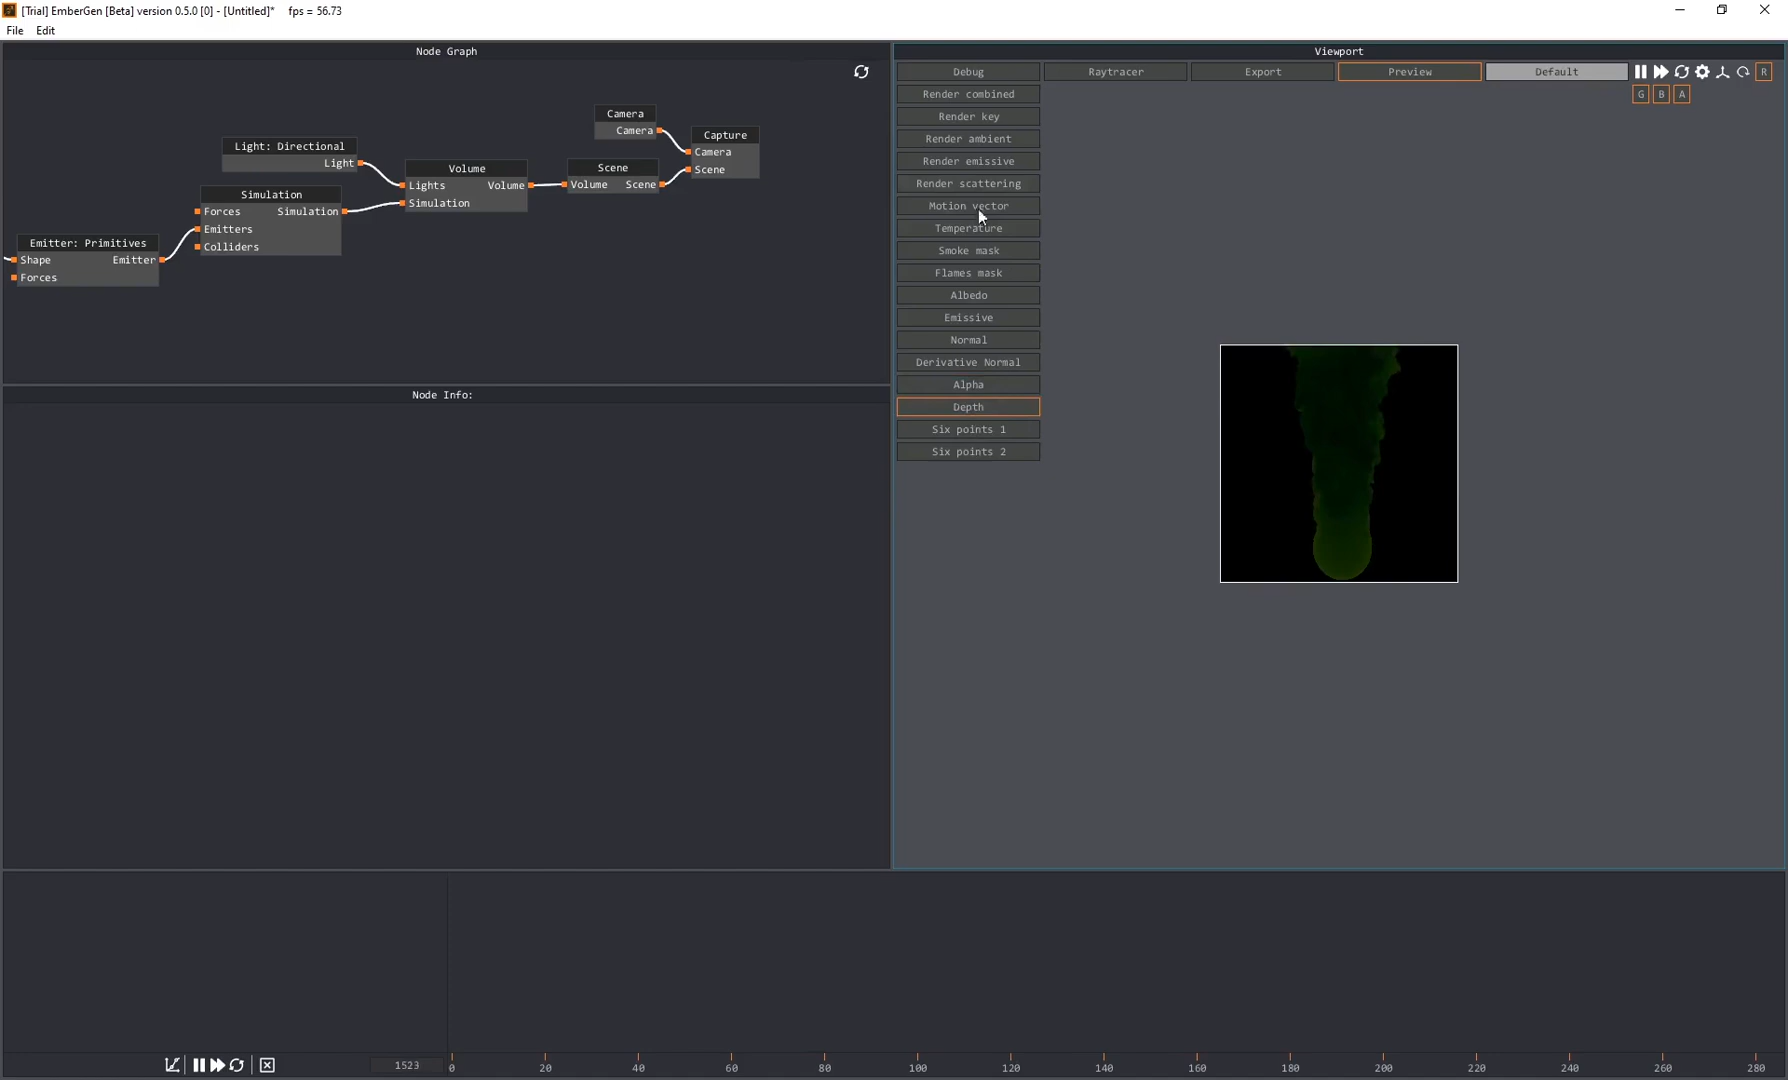 [Trial] EmberGen [Beta] version 0.5.0 [0] - [Untitled]* fps = 56.73
File Edit
Node Graph
Camera
Camera
Capture
Camera
Scene
Light: Directional
Light
Volume
Lights Volume
Simulation
Scene
Volume Scene
Simulation
Forces Simulation
Emitters
Colliders
Emitter: Primitives
Shape Emitter
Forces
Node Info:
Viewport
Debug Raytracer Export Preview Default R
G B A
Render combined
Render key
Render ambient
Render emissive
Render scattering
Motion vector
Temperature
Smoke mask
Flames mask
Albedo
Emissive
Normal
Derivative Normal
Alpha
Depth
Six points 1
Six points 2
1523 0 20 40 60 80 100 120 140 160 180 200 220 240 260 280